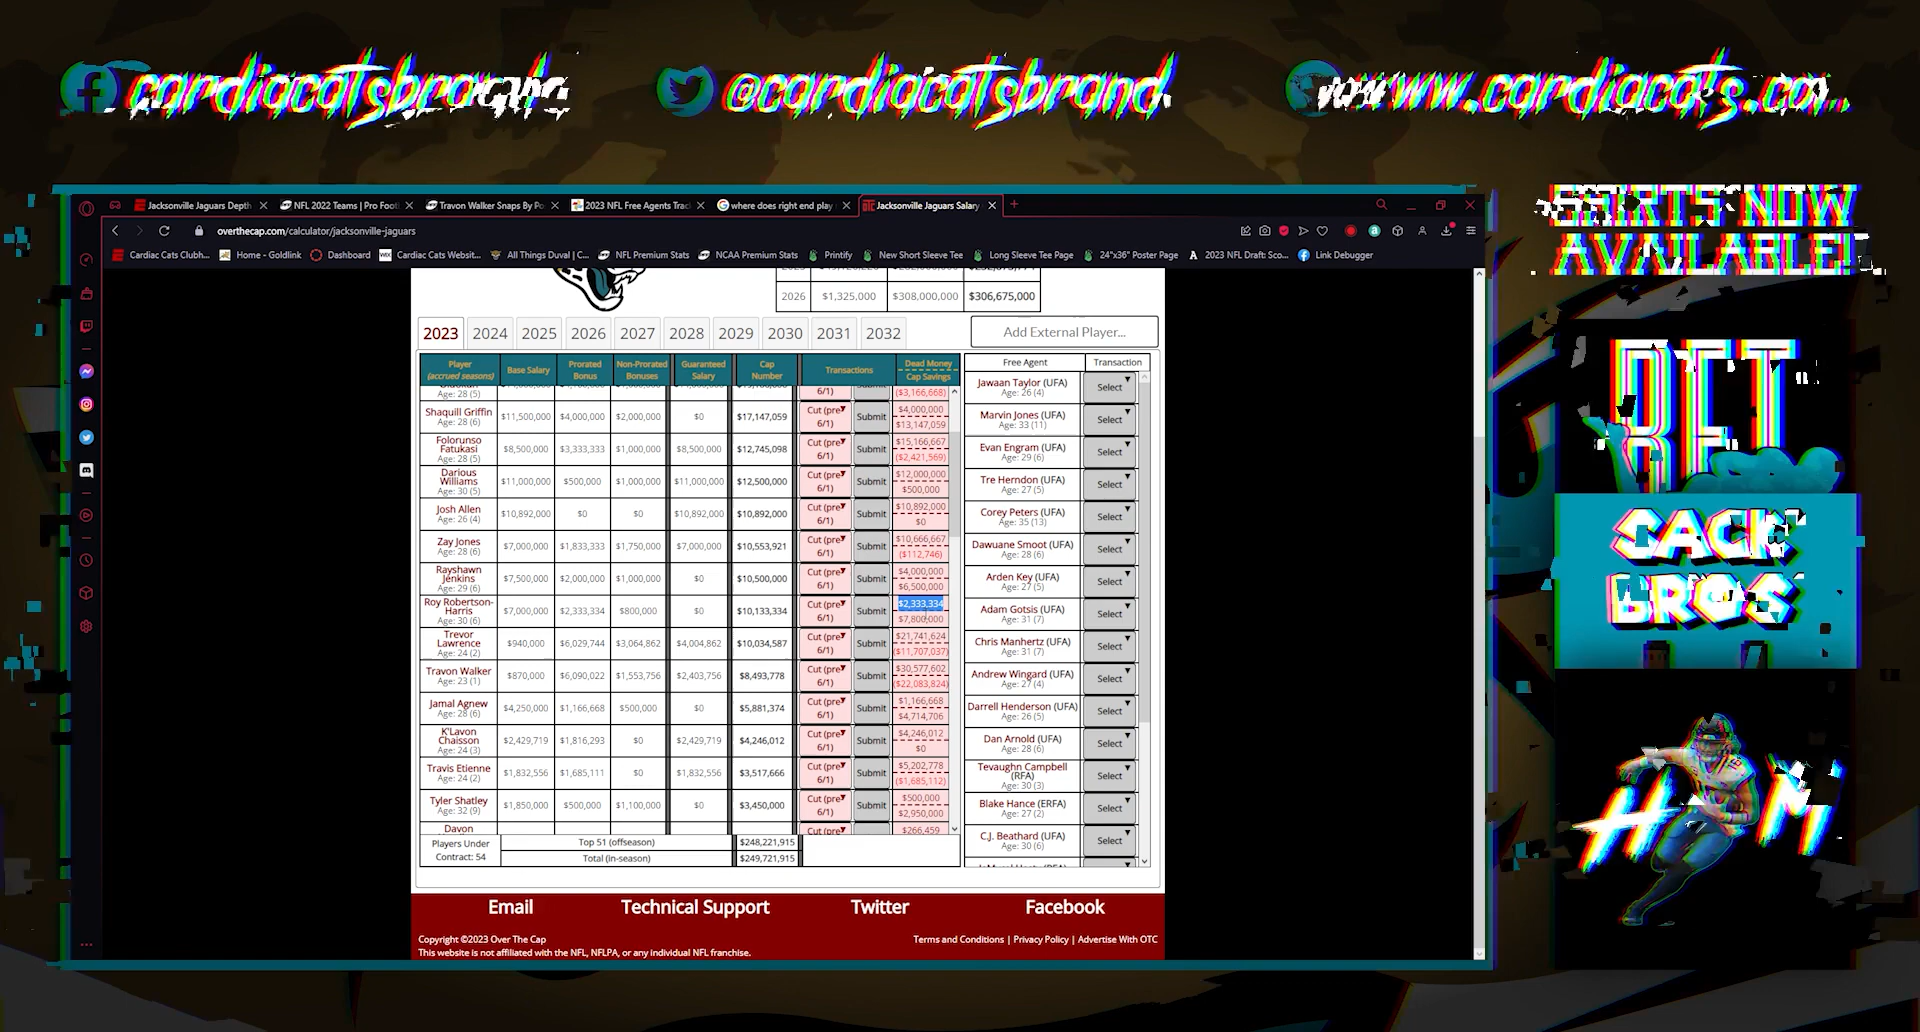 cardiacatsbrand
@cardiacatsbrand
www.cardiacats.co
SHIRTS NOW
AVAILABLE!
Jacksonville Jaguars Depth
NFL 2022 Teams | Pro Foot
Travon Walker Snaps By Po
2023 NFL Free Agents Trac
where does right end play
Jacksonville Jaguars Salary
overthecap.com/calculator/jacksonville-jaguars
Cardiac Cats Clubh...
Home - Goldlink
Dashboard
Cardiac Cats Websit...
All Things Duval | C...
NFL Premium Stats
NCAA Premium Stats
Printify
New Short Sleeve Tee
Long Sleeve Tee Page
24"x36" Poster Page
2023 NFL Draft: Sco...
Link Debugger
2026 $1,325,000 $308,000,000 $306,675,000
2023 2024 2025 2026 2027 2028 2029 2030 2031 2032
Add External Player...
Player (accrued seasons) Base Salary Prorated Bonus Non-Prorated Bonuses Guaranteed Salary Cap Number Transactions Dead Money Cap Savings
Age: 28 (5) 6/1) Submit ($3,166,668)
Shaquill Griffin Age: 28 (6) $11,500,000 $4,000,000 $2,000,000 $0 $17,147,059 Cut (pre 6/1) Submit $4,000,000 $13,147,059
Folorunso Fatukasi Age: 28 (5) $8,500,000 $3,333,333 $1,000,000 $8,500,000 $12,745,098 Cut (pre 6/1) Submit $15,166,667 ($2,421,569)
Darious Williams Age: 30 (5) $11,000,000 $500,000 $1,000,000 $11,000,000 $12,500,000 Cut (pre 6/1) Submit $12,000,000 $500,000
Josh Allen Age: 26 (4) $10,892,000 $0 $0 $10,892,000 $10,892,000 Cut (pre 6/1) Submit $10,892,000 $0
Zay Jones Age: 28 (6) $7,000,000 $1,833,333 $1,750,000 $7,000,000 $10,553,921 Cut (pre 6/1) Submit $10,666,667 ($112,746)
Rayshawn Jenkins Age: 29 (6) $7,500,000 $2,000,000 $1,000,000 $0 $10,500,000 Cut (pre 6/1) Submit $4,000,000 $6,500,000
Roy Robertson-Harris Age: 30 (6) $7,000,000 $2,333,334 $800,000 $0 $10,133,334 Cut (pre 6/1) Submit $2,333,334 $7,800,000
Trevor Lawrence Age: 24 (2) $940,000 $6,029,744 $3,064,862 $4,004,862 $10,034,587 Cut (pre 6/1) Submit $21,741,624 ($11,707,037)
Travon Walker Age: 23 (1) $870,000 $6,090,022 $1,553,756 $2,403,756 $8,493,778 Cut (pre 6/1) Submit $30,577,602 ($22,083,824)
Jamal Agnew Age: 28 (6) $4,250,000 $1,166,668 $500,000 $0 $5,881,374 Cut (pre 6/1) Submit $1,166,668 $4,714,706
K'Lavon Chaisson Age: 24 (3) $2,429,719 $1,816,293 $0 $2,429,719 $4,246,012 Cut (pre 6/1) Submit $4,246,012 $0
Travis Etienne Age: 24 (2) $1,832,556 $1,685,111 $0 $1,832,556 $3,517,666 Cut (pre 6/1) Submit $5,202,778 ($1,685,112)
Tyler Shatley Age: 32 (9) $1,850,000 $500,000 $1,100,000 $0 $3,450,000 Cut (pre 6/1) Submit $500,000 $2,950,000
Davon Cut (pre $266,459
Players Under Contract: 54 Top 51 (offseason) $248,221,915
Total (in-season) $249,721,915
Free Agent Transaction
Jawaan Taylor (UFA) Age: 26 (4) Select
Marvin Jones (UFA) Age: 33 (11) Select
Evan Engram (UFA) Age: 29 (6) Select
Tre Herndon (UFA) Age: 27 (5) Select
Corey Peters (UFA) Age: 35 (13) Select
Dawuane Smoot (UFA) Age: 28 (6) Select
Arden Key (UFA) Age: 27 (5) Select
Adam Gotsis (UFA) Age: 31 (7) Select
Chris Manhertz (UFA) Age: 31 (7) Select
Andrew Wingard (UFA) Age: 27 (4) Select
Darrell Henderson (UFA) Age: 26 (5) Select
Dan Arnold (UFA) Age: 28 (6) Select
Tevaughn Campbell (RFA) Age: 30 (3) Select
Blake Hance (ERFA) Age: 27 (2) Select
C.J. Beathard (UFA) Age: 30 (6) Select
Email Technical Support Twitter Facebook
Copyright ©2023 Over The Cap
Terms and Conditions | Privacy Policy | Advertise With OTC
This website is not affiliated with the NFL, NFLPA, or any individual NFL franchise.
SACK
BROS